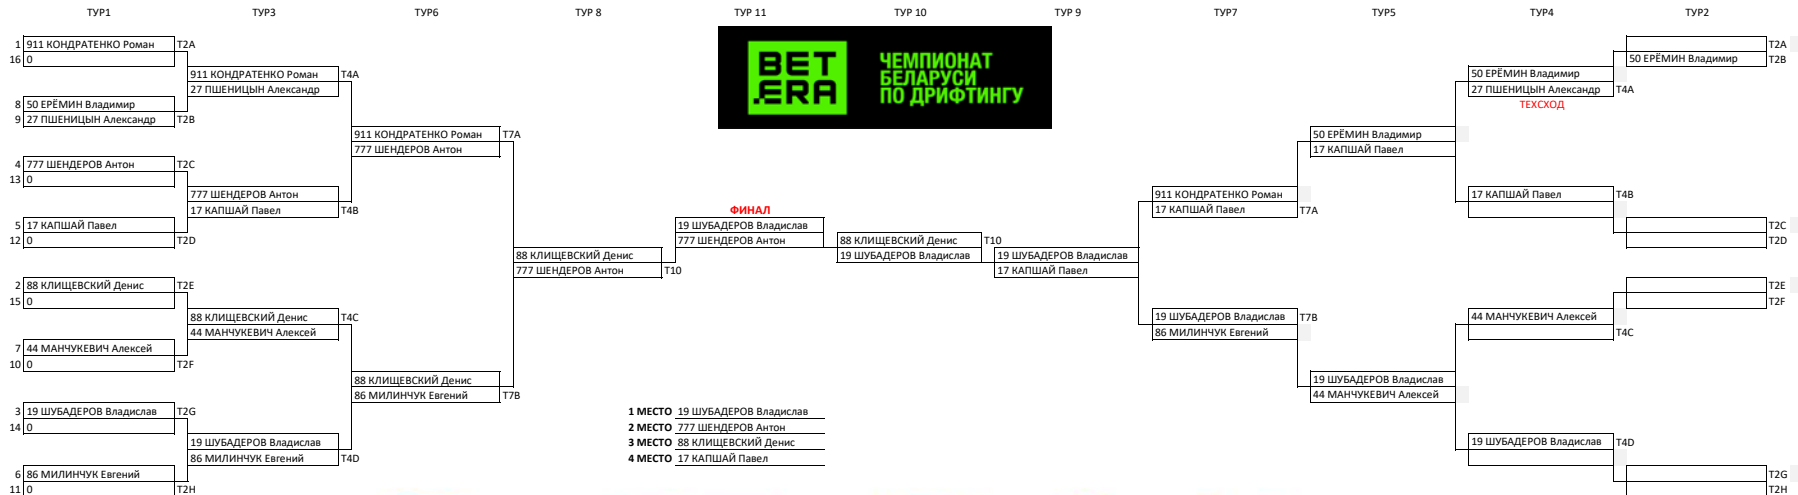 ТУР1 ТУР3 ТУР6 ТУР 8 ТУР 11 ТУР 10 ТУР 9 ТУР7 ТУР5 ТУР4 ТУР2
BET
.ERA
ЧЕМПИОНАТ
БЕЛАРУСИ
ПО ДРИФТИНГУ
1 911 КОНДРАТЕНКО Роман T2A
16 0
8 50 ЕРЁМИН Владимир
9 27 ПШЕНИЦЫН Александр T2B
4 777 ШЕНДЕРОВ Антон T2C
13 0
5 17 КАПШАЙ Павел
12 0 T2D
2 88 КЛИЩЕВСКИЙ Денис T2E
15 0
7 44 МАНЧУКЕВИЧ Алексей
10 0 T2F
3 19 ШУБАДЕРОВ Владислав T2G
14 0
6 86 МИЛИНЧУК Евгений
11 0 T2H
911 КОНДРАТЕНКО Роман T4A
27 ПШЕНИЦЫН Александр
777 ШЕНДЕРОВ Антон
17 КАПШАЙ Павел T4B
88 КЛИЩЕВСКИЙ Денис T4C
44 МАНЧУКЕВИЧ Алексей
19 ШУБАДЕРОВ Владислав
86 МИЛИНЧУК Евгений T4D
911 КОНДРАТЕНКО Роман T7A
777 ШЕНДЕРОВ Антон
88 КЛИЩЕВСКИЙ Денис
86 МИЛИНЧУК Евгений T7B
88 КЛИЩЕВСКИЙ Денис
777 ШЕНДЕРОВ Антон T10
ФИНАЛ
19 ШУБАДЕРОВ Владислав
777 ШЕНДЕРОВ Антон
1 МЕСТО 19 ШУБАДЕРОВ Владислав
2 МЕСТО 777 ШЕНДЕРОВ Антон
3 МЕСТО 88 КЛИЩЕВСКИЙ Денис
4 МЕСТО 17 КАПШАЙ Павел
88 КЛИЩЕВСКИЙ Денис T10
19 ШУБАДЕРОВ Владислав
19 ШУБАДЕРОВ Владислав
17 КАПШАЙ Павел
911 КОНДРАТЕНКО Роман
17 КАПШАЙ Павел T7A
19 ШУБАДЕРОВ Владислав T7B
86 МИЛИНЧУК Евгений
50 ЕРЁМИН Владимир
17 КАПШАЙ Павел
19 ШУБАДЕРОВ Владислав
44 МАНЧУКЕВИЧ Алексей
50 ЕРЁМИН Владимир
27 ПШЕНИЦЫН Александр T4A
ТЕХСХОД
17 КАПШАЙ Павел T4B
44 МАНЧУКЕВИЧ Алексей
T4C
19 ШУБАДЕРОВ Владислав T4D
T2A
50 ЕРЁМИН Владимир T2B
T2C
T2D
T2E
T2F
T2G
T2H